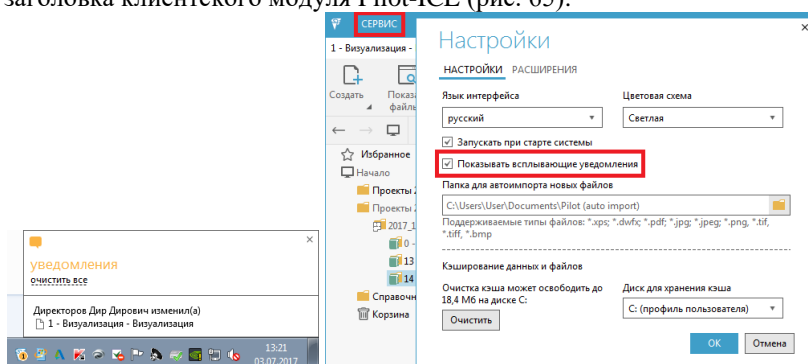 заголовка клиентского модуля Pilot-ICE (рис. 65).
СЕРВИС
1 - Визуализация -
Создать
Показ
файл
Избранное
Начало
Проекты
Проекты
2017_1
0 -
13
14
Справочн
Корзина
Настройки
НАСТРОЙКИ РАСШИРЕНИЯ
Язык интерфейса
Цветовая схема
русский
Светлая
Запускать при старте системы
Показывать всплывающие уведомления
Папка для автоимпорта новых файлов
C:\Users\User\Documents\Pilot (auto import)
Поддерживаемые типы файлов: *.xps; *.dwfx; *.pdf; *.jpg; *.jpeg; *.png, *.tif,
*.tiff, *.bmp
Кэширование данных и файлов
Очистка кэша может освободить до
18,4 Мб на диске C:
Диск для хранения кэша
C: (профиль пользователя)
Очистить
ОК
Отмена
уведомления
очистить все
Директоров Дир Дирович изменил(а)
1 - Визуализация - Визуализация
13:21
03.07.2017